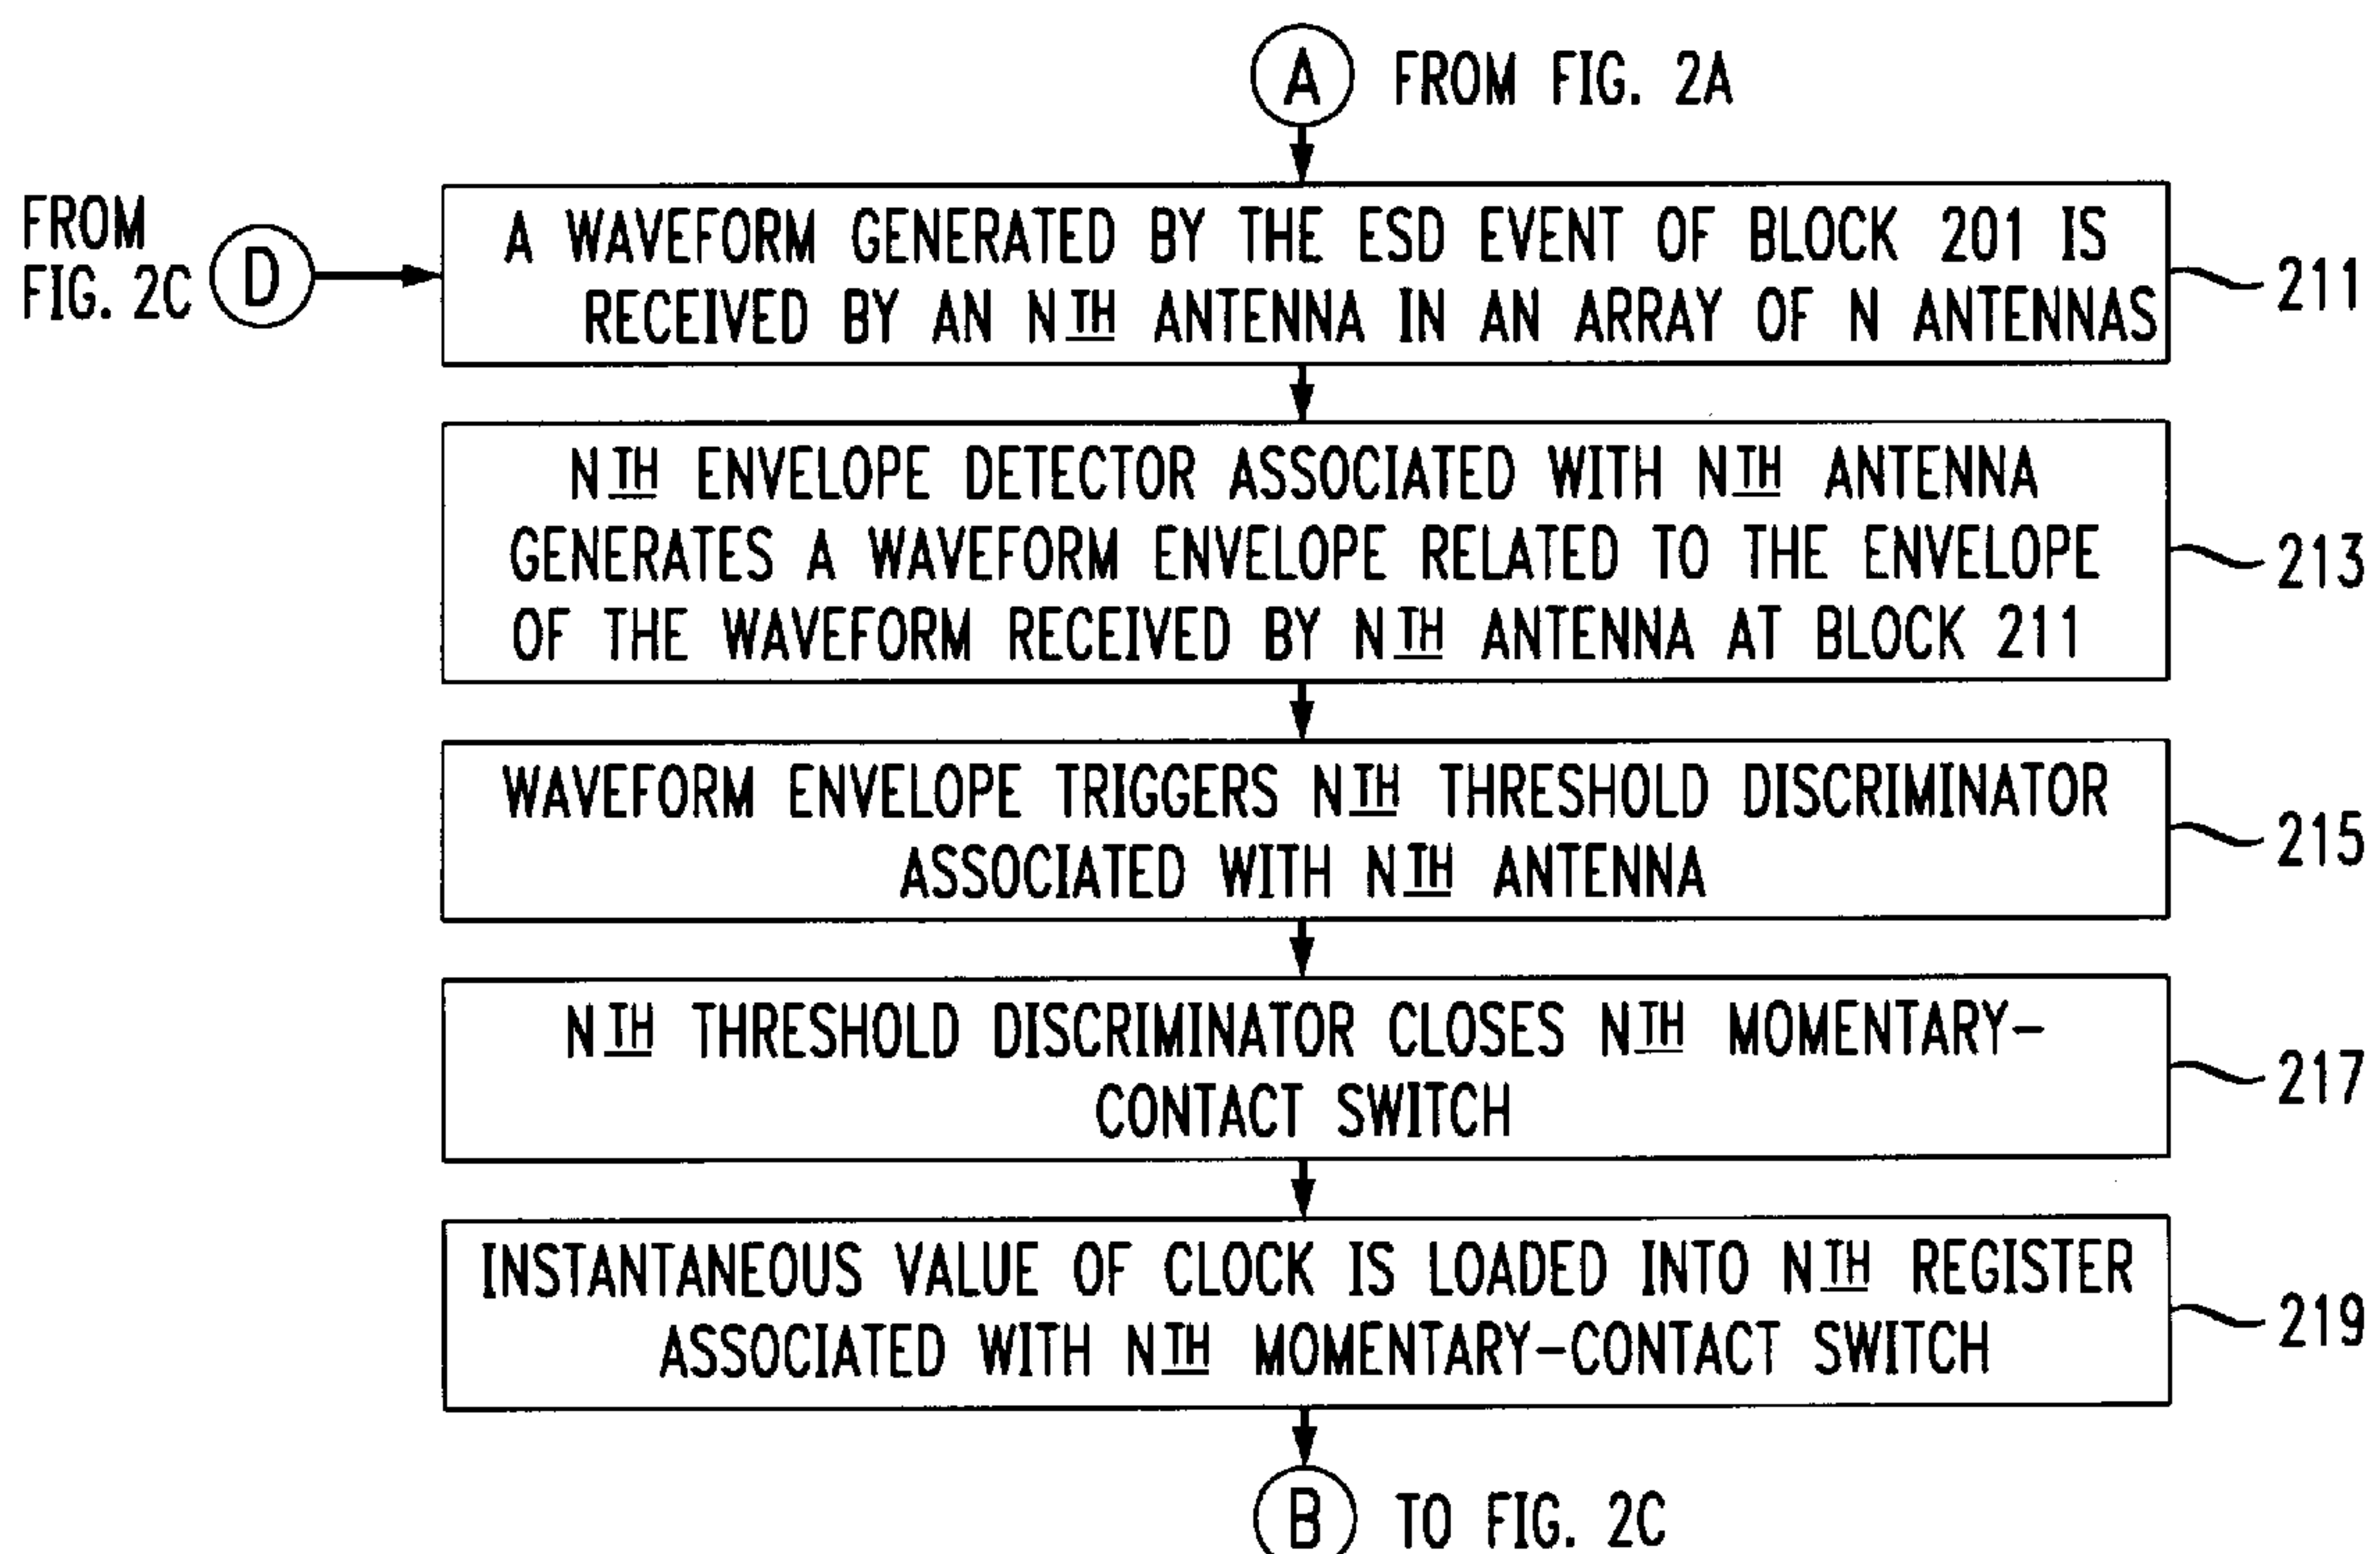 A FROM FIG. 2A
FROM
FIG. 2C D
A WAVEFORM GENERATED BY THE ESD EVENT OF BLOCK 201 IS
RECEIVED BY AN NTH ANTENNA IN AN ARRAY OF N ANTENNAS
211
NTH ENVELOPE DETECTOR ASSOCIATED WITH NTH ANTENNA
GENERATES A WAVEFORM ENVELOPE RELATED TO THE ENVELOPE
OF THE WAVEFORM RECEIVED BY NTH ANTENNA AT BLOCK 211
213
WAVEFORM ENVELOPE TRIGGERS NTH THRESHOLD DISCRIMINATOR
ASSOCIATED WITH NTH ANTENNA
215
NTH THRESHOLD DISCRIMINATOR CLOSES NTH MOMENTARY-
CONTACT SWITCH
217
INSTANTANEOUS VALUE OF CLOCK IS LOADED INTO NTH REGISTER
ASSOCIATED WITH NTH MOMENTARY-CONTACT SWITCH
219
B TO FIG. 2C